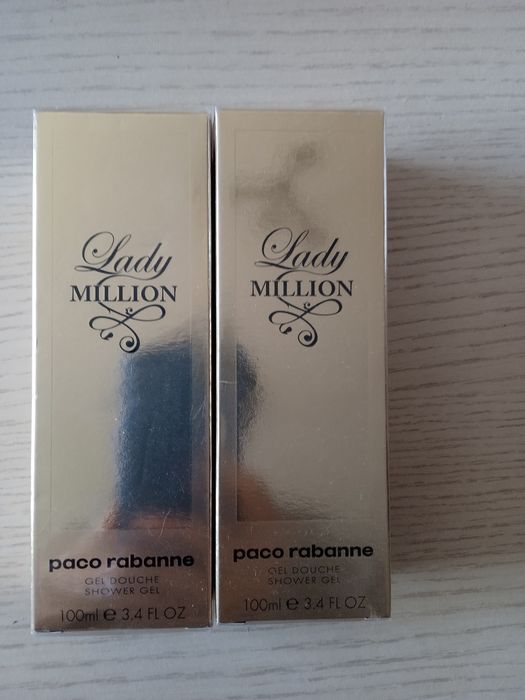 Lady
MILLION
paco rabanne
GEL DOUCHE
SHOWER GEL
100ml e 3.4 FL OZ
Lady
MILLION
paco rabanne
GEL DOUCHE
SHOWER GEL
100ml e 3.4 FL OZ